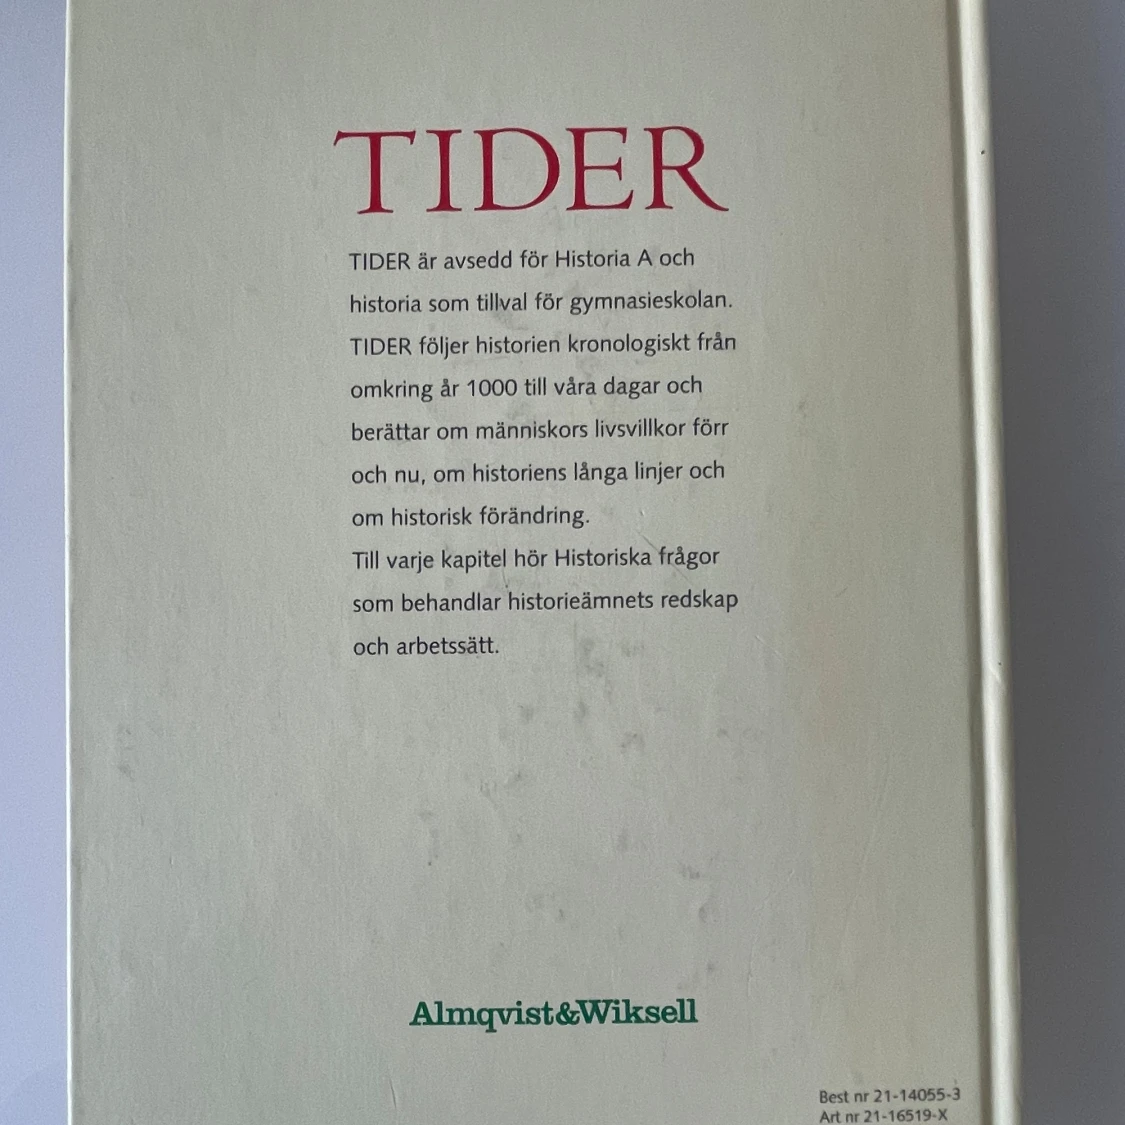 TIDER
TIDER är avsedd för Historia A och
historia som tillval för gymnasieskolan.
TIDER följer historien kronologiskt från
omkring år 1000 till våra dagar och
berättar om människors livsvillkor förr
och nu, om historiens långa linjer och
om historisk förändring.
Till varje kapitel hör Historiska frågor
som behandlar historieämnets redskap
och arbetssätt.
Almqvist&Wiksell
Best nr 21-14055-3
Art nr 21-16519-X